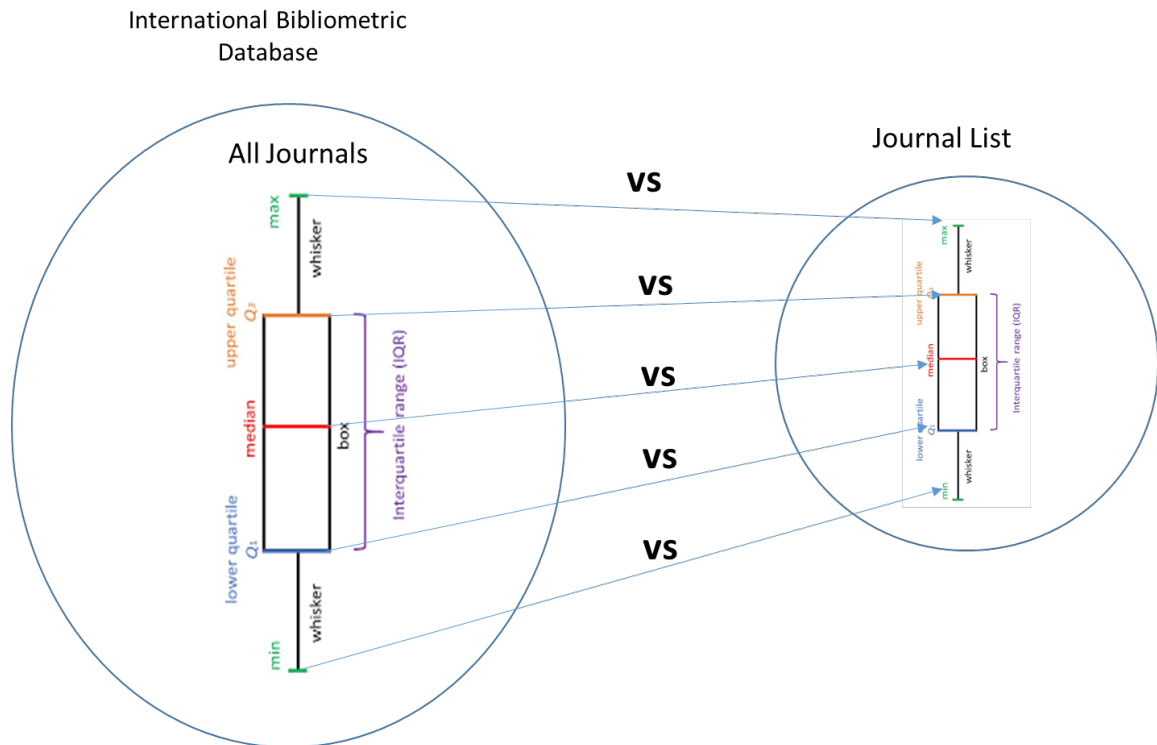 International Bibliometric
Database
All Journals
max
whisker
upper quartile
Q3
Interquartile range (IQR)
median
box
lower quartile
Q1
whisker
min
vs
vs
vs
vs
vs
Journal List
max
whisker
upper quartile
Interquartile range (IQR)
median
box
lower quartile
Q1
whisker
min